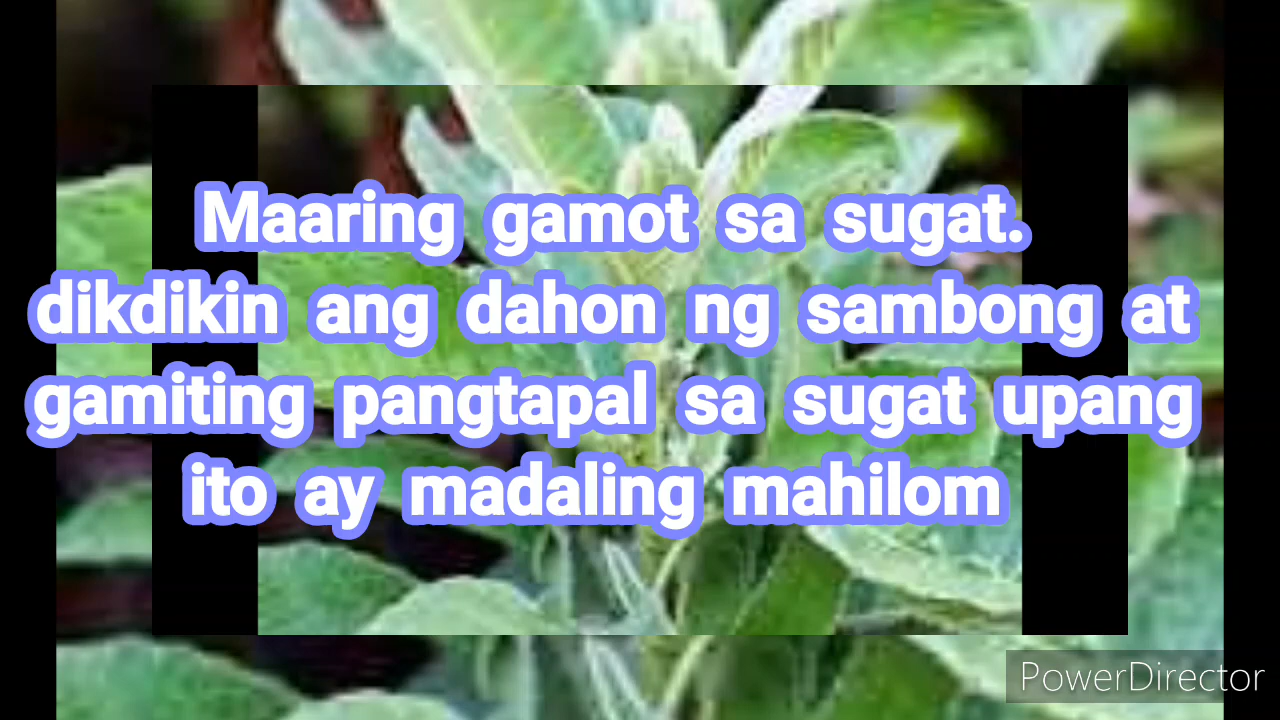 Maaring gamot sa sugat.
dikdikin ang dahon ng sambong at
gamiting pangtapal sa sugat upang
ito ay madaling mahilom
PowerDirector